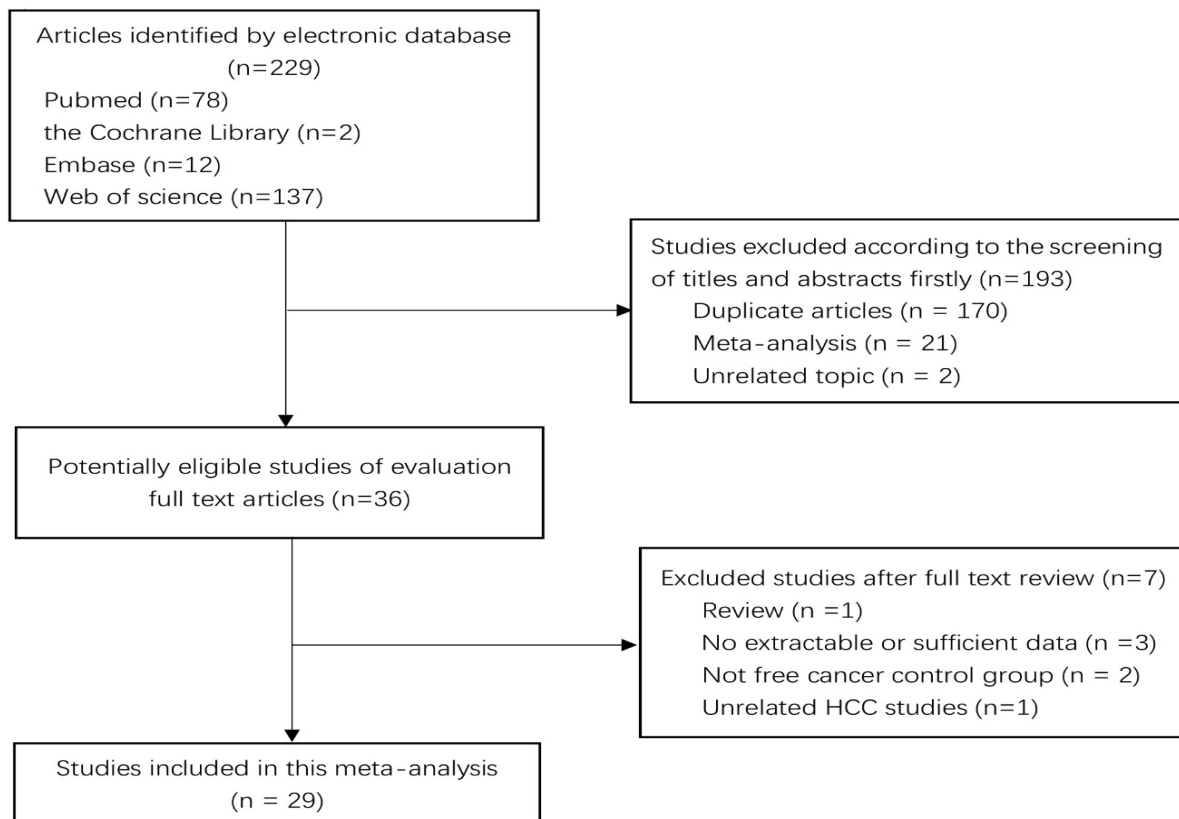 Articles identified by electronic database
(n=229)
Pubmed (n=78)
the Cochrane Library (n=2)
Embase (n=12)
Web of science (n=137)
Studies excluded according to the screening
of titles and abstracts firstly (n=193)
Duplicate articles (n = 170)
Meta-analysis (n = 21)
Unrelated topic (n = 2)
Potentially eligible studies of evaluation
full text articles (n=36)
Excluded studies after full text review (n=7)
Review (n =1)
No extractable or sufficient data (n =3)
Not free cancer control group (n = 2)
Unrelated HCC studies (n=1)
Studies included in this meta-analysis
(n = 29)